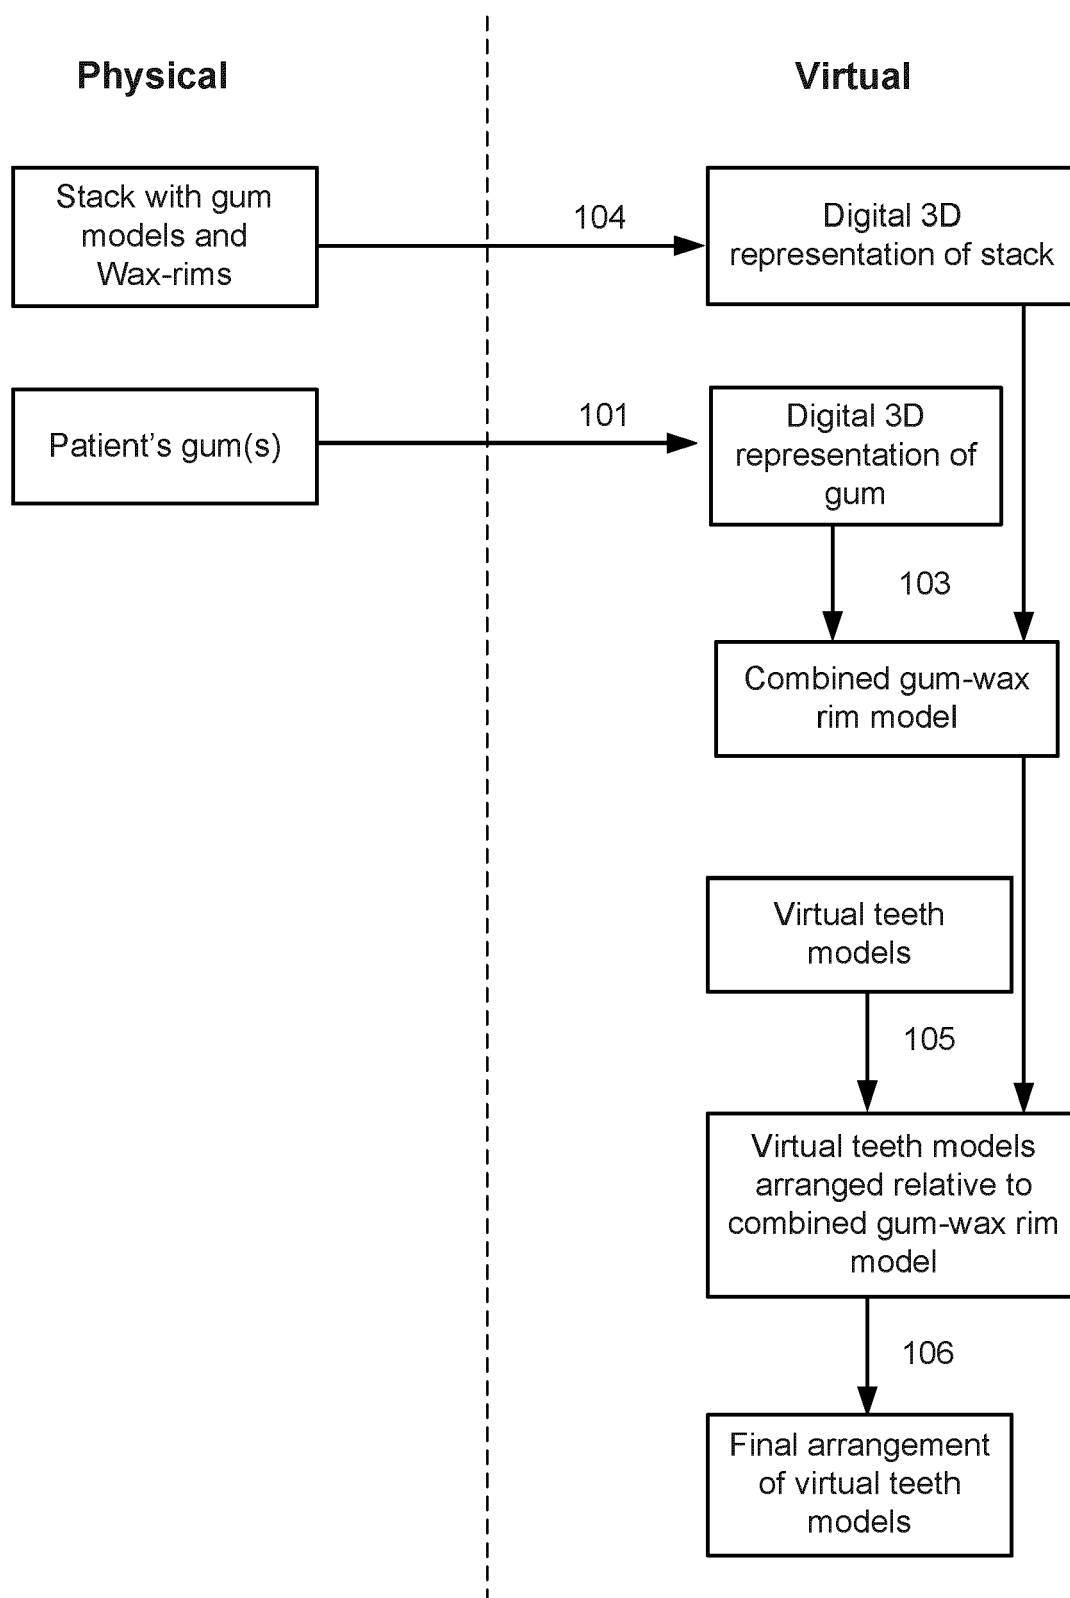 Physical
Virtual
Stack with gum
models and
Wax-rims
104
Digital 3D
representation of stack
Patient's gum(s)
101
Digital 3D
representation of
gum
103
Combined gum-wax
rim model
Virtual teeth
models
105
Virtual teeth models
arranged relative to
combined gum-wax rim
model
106
Final arrangement
of virtual teeth
models